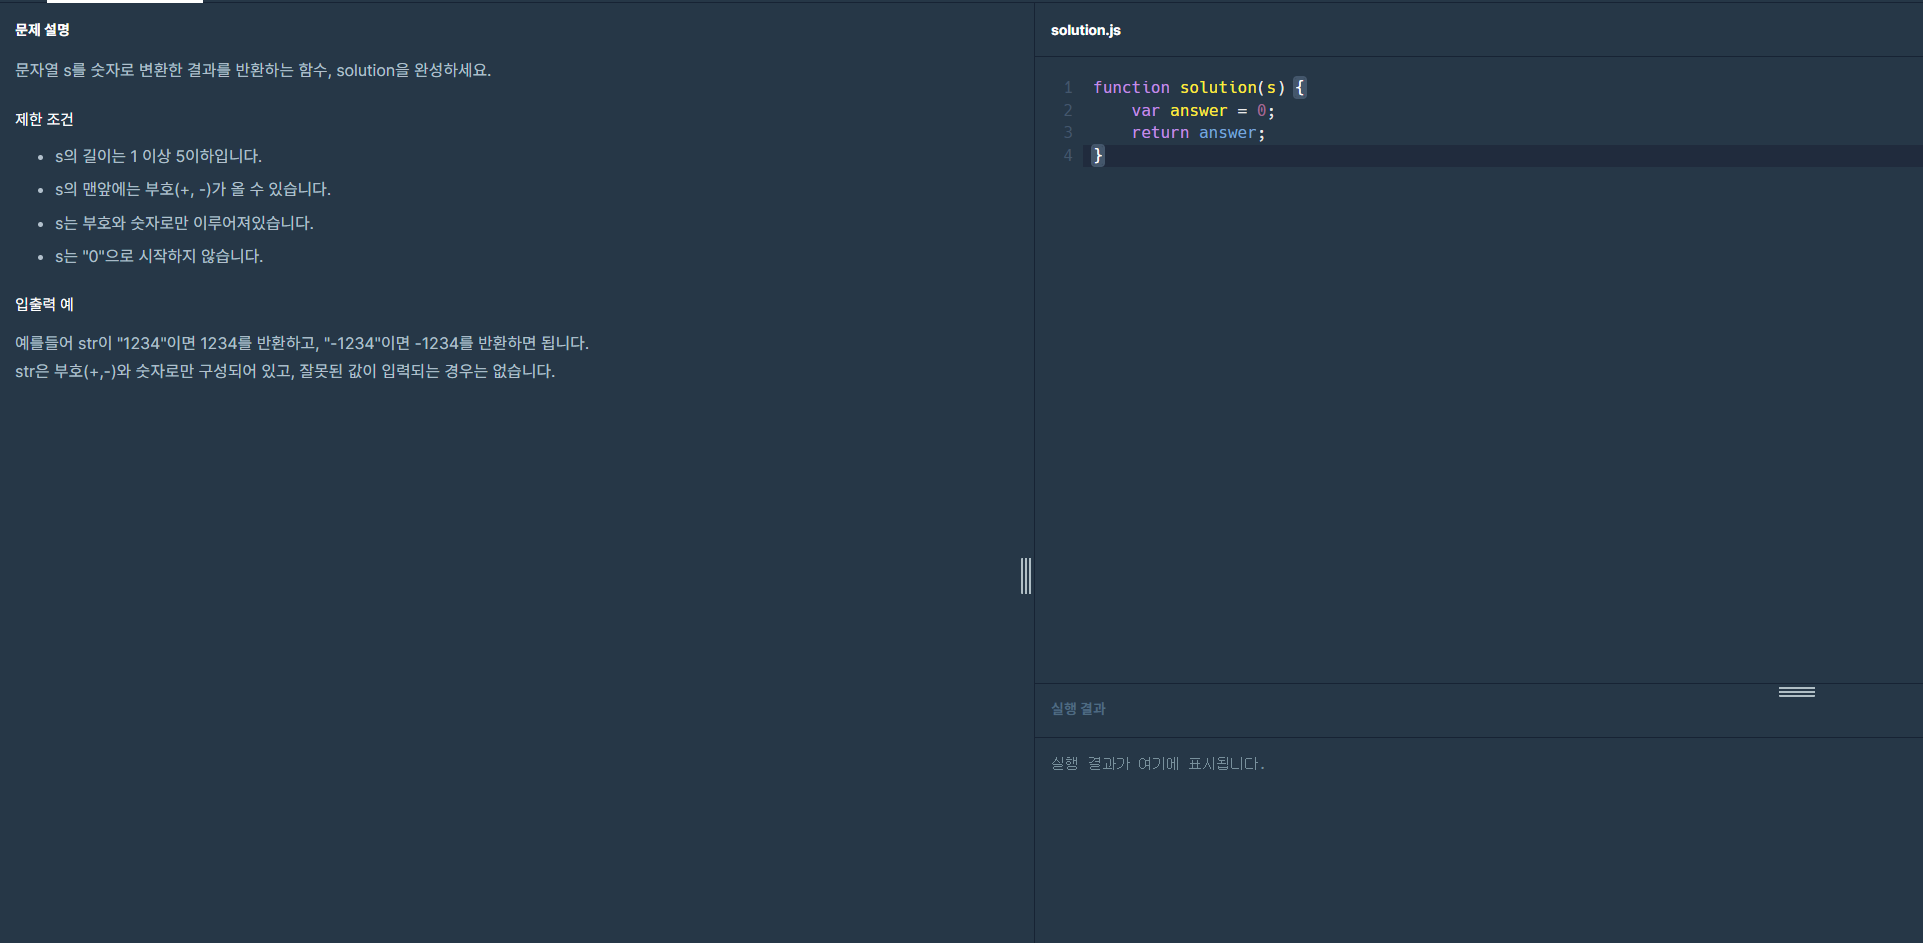 문제 설명
문자열 s를 숫자로 변환한 결과를 반환하는 함수, solution을 완성하세요.
제한 조건
s의 길이는 1 이상 5이하입니다.
s의 맨앞에는 부호(+, -)가 올 수 있습니다.
s는 부호와 숫자로만 이루어져있습니다.
s는 "0"으로 시작하지 않습니다.
입출력 예
예를들어 str이 "1234"이면 1234를 반환하고, "-1234"이면 -1234를 반환하면 됩니다.
str은 부호(+,-)와 숫자로만 구성되어 있고, 잘못된 값이 입력되는 경우는 없습니다.
solution.js
1 function solution(s) {
2     var answer = 0;
3     return answer;
4 }
실행 결과
실행 결과가 여기에 표시됩니다.